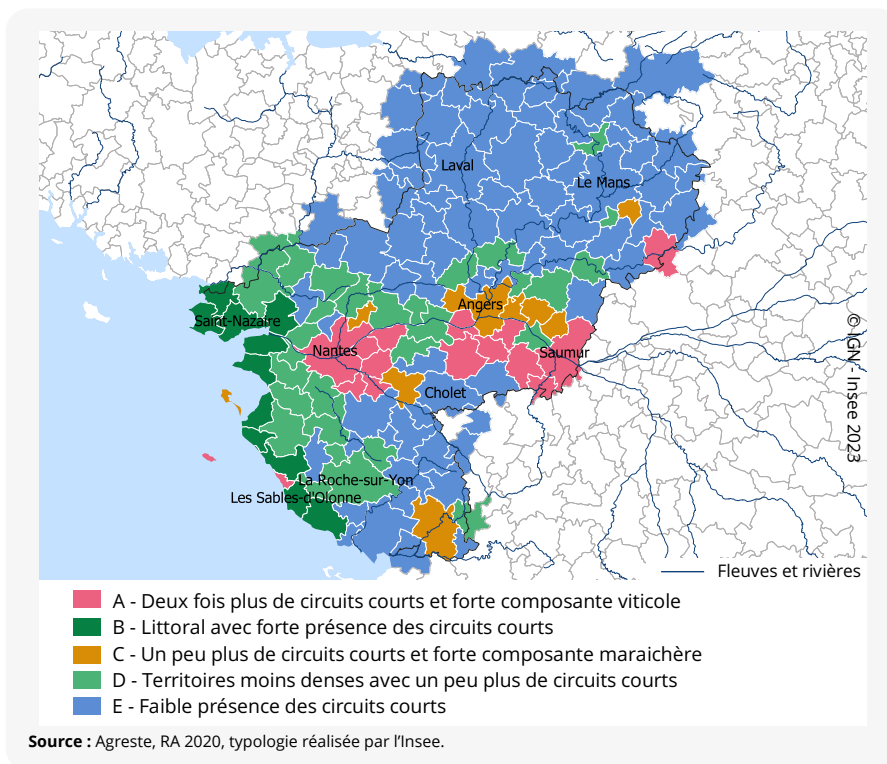 Laval
Le Mans
Angers
Saint-Nazaire
Nantes
Saumur
Cholet
La Roche-sur-Yon
Les Sables-d'Olonne
© IGN - Insee 2023
Fleuves et rivières
A - Deux fois plus de circuits courts et forte composante viticole
B - Littoral avec forte présence des circuits courts
C - Un peu plus de circuits courts et forte composante maraichère
D - Territoires moins denses avec un peu plus de circuits courts
E - Faible présence des circuits courts
Source : Agreste, RA 2020, typologie réalisée par l’Insee.